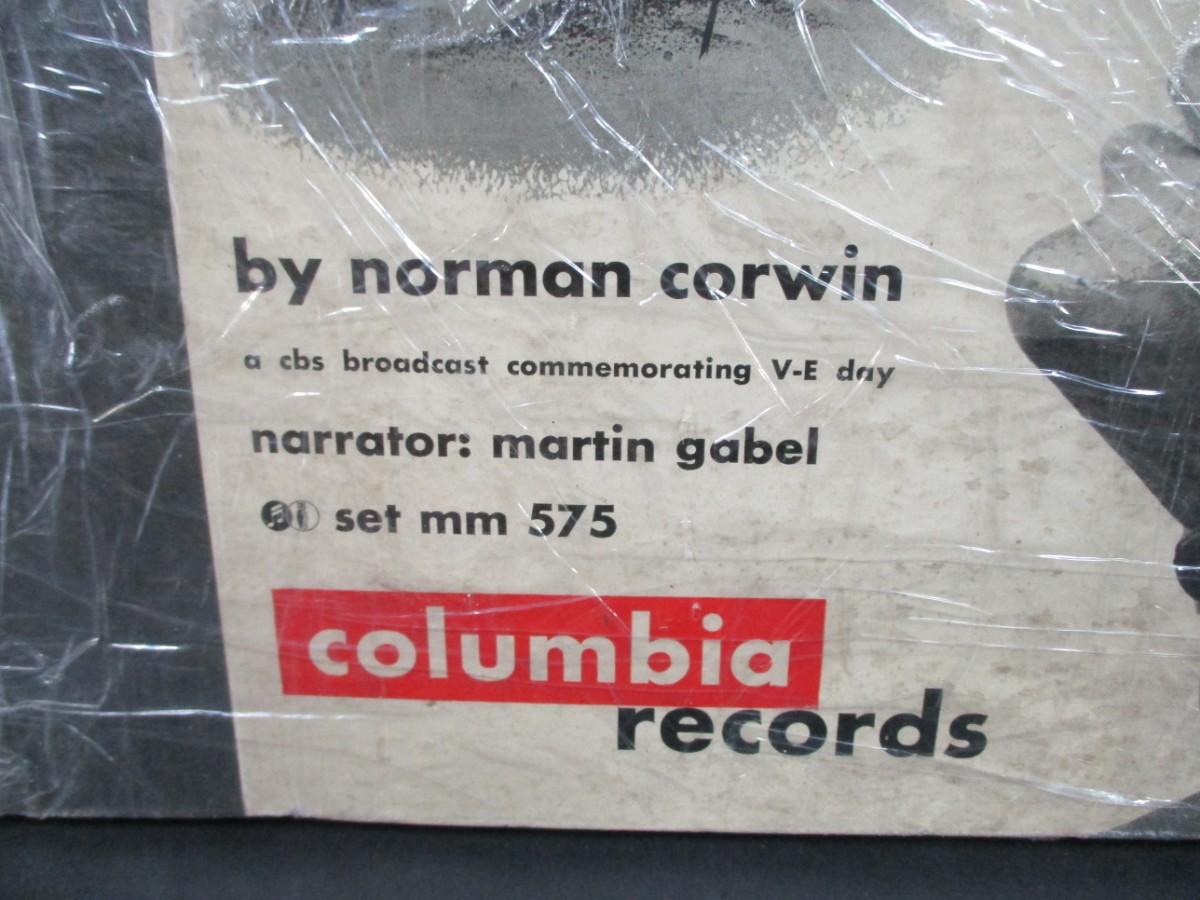 by norman corwin
a cbs broadcast commemorating V-E day
narrator: martin gabel
set mm 575
columbia
records